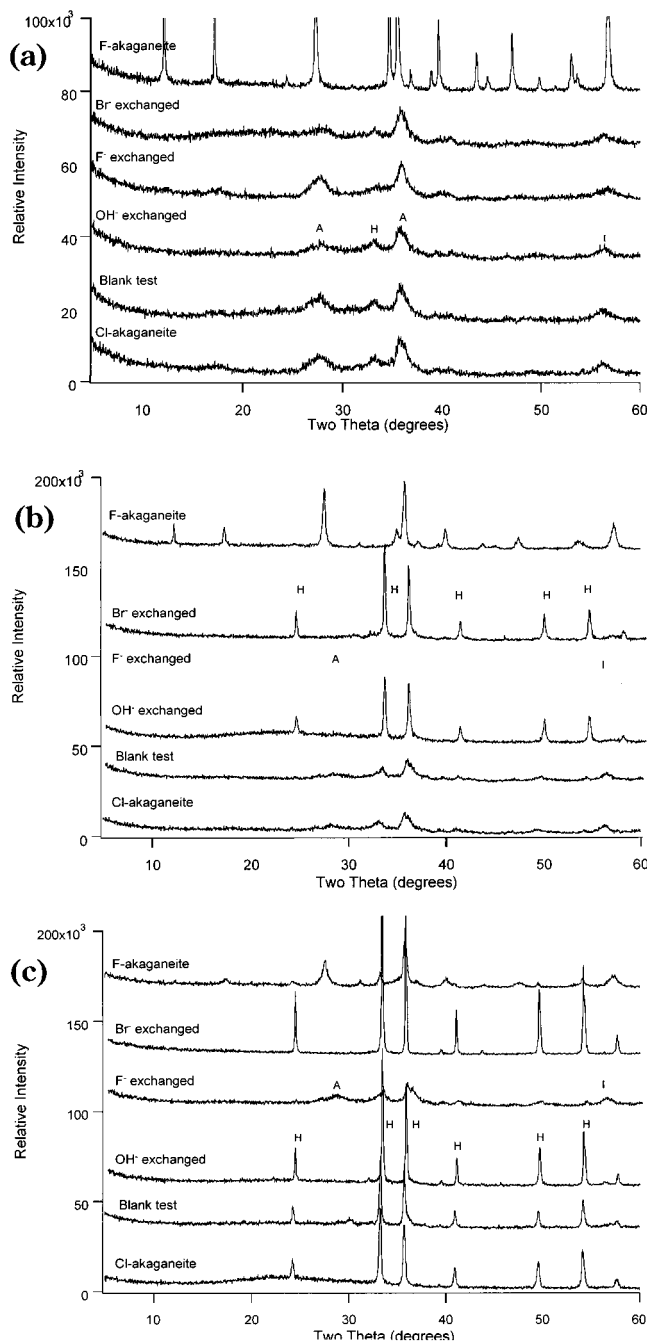 (a)
100x10³
F-akaganeite
80
Br⁻ exchanged
60
F⁻ exchanged
OH⁻ exchanged
A H A I
40
Blank test
20
Cl-akaganeite
0
Relative Intensity
10 20 30 40 50 60
Two Theta (degrees)
(b)
200x10³
F-akaganeite
150
H H H H H
Br⁻ exchanged
100
F⁻ exchanged
A I
OH⁻ exchanged
50
Blank test
Cl-akaganeite
0
Relative Intensity
10 20 30 40 50 60
Two Theta (degrees)
(c)
200x10³
F-akaganeite
150
Br⁻ exchanged
F⁻ exchanged
A I
100
H H H H H H
OH⁻ exchanged
50
Blank test
Cl-akaganeite
0
Relative Intensity
10 20 30 40 50 60
Two Theta (degrees)